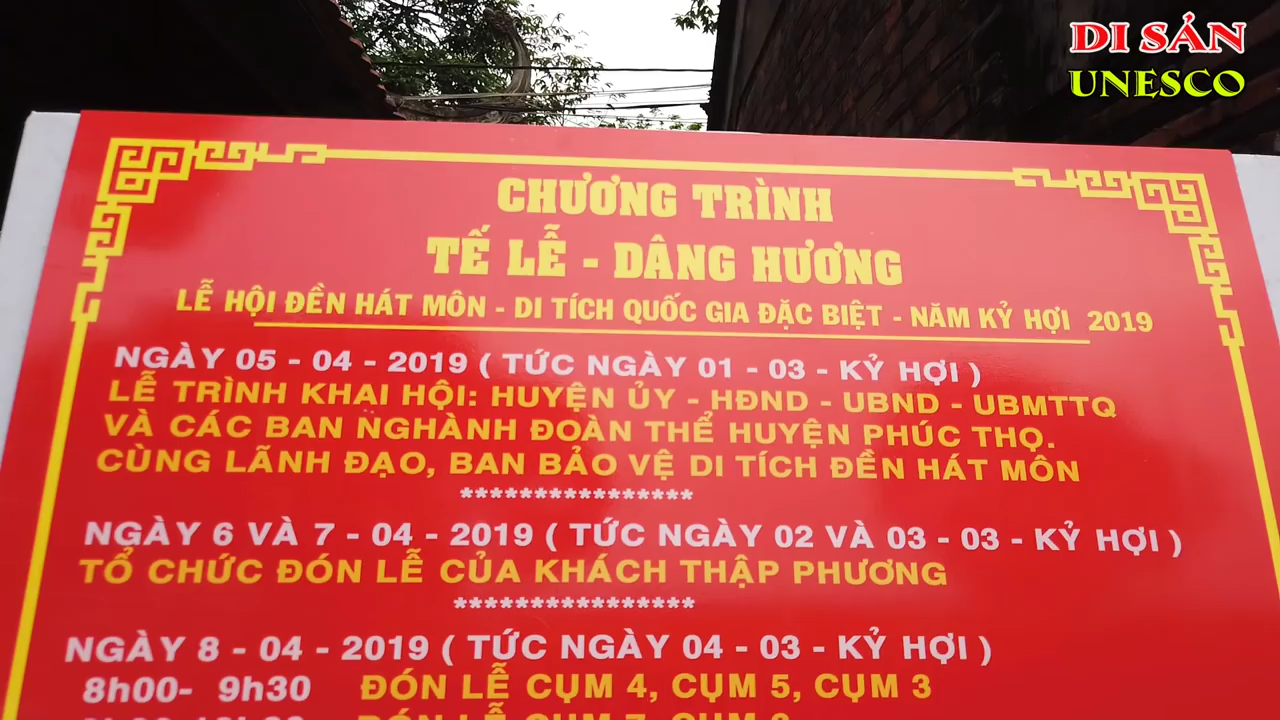 DI SẢN
UNESCO
CHƯƠNG TRÌNH
TẾ LỄ - DÂNG HƯƠNG
LỄ HỘI ĐỀN HÁT MÔN - DI TÍCH QUỐC GIA ĐẶC BIỆT - NĂM KỶ HỢI 2019
NGÀY 05 - 04 - 2019 ( TỨC NGÀY 01 - 03 - KỶ HỢI )
LỄ TRÌNH KHAI HỘI: HUYỆN ỦY - HĐND - UBND - UBMTTQ
VÀ CÁC BAN NGHÀNH ĐOÀN THỂ HUYỆN PHÚC THỌ.
CÙNG LÃNH ĐẠO, BAN BẢO VỆ DI TÍCH ĐỀN HÁT MÔN
****************
NGÀY 6 VÀ 7 - 04 - 2019 ( TỨC NGÀY 02 VÀ 03 - 03 - KỶ HỢI )
TỔ CHỨC ĐÓN LỄ CỦA KHÁCH THẬP PHƯƠNG
****************
NGÀY 8 - 04 - 2019 ( TỨC NGÀY 04 - 03 - KỶ HỢI )
8h00- 9h30 ĐÓN LỄ CỤM 4, CỤM 5, CỤM 3